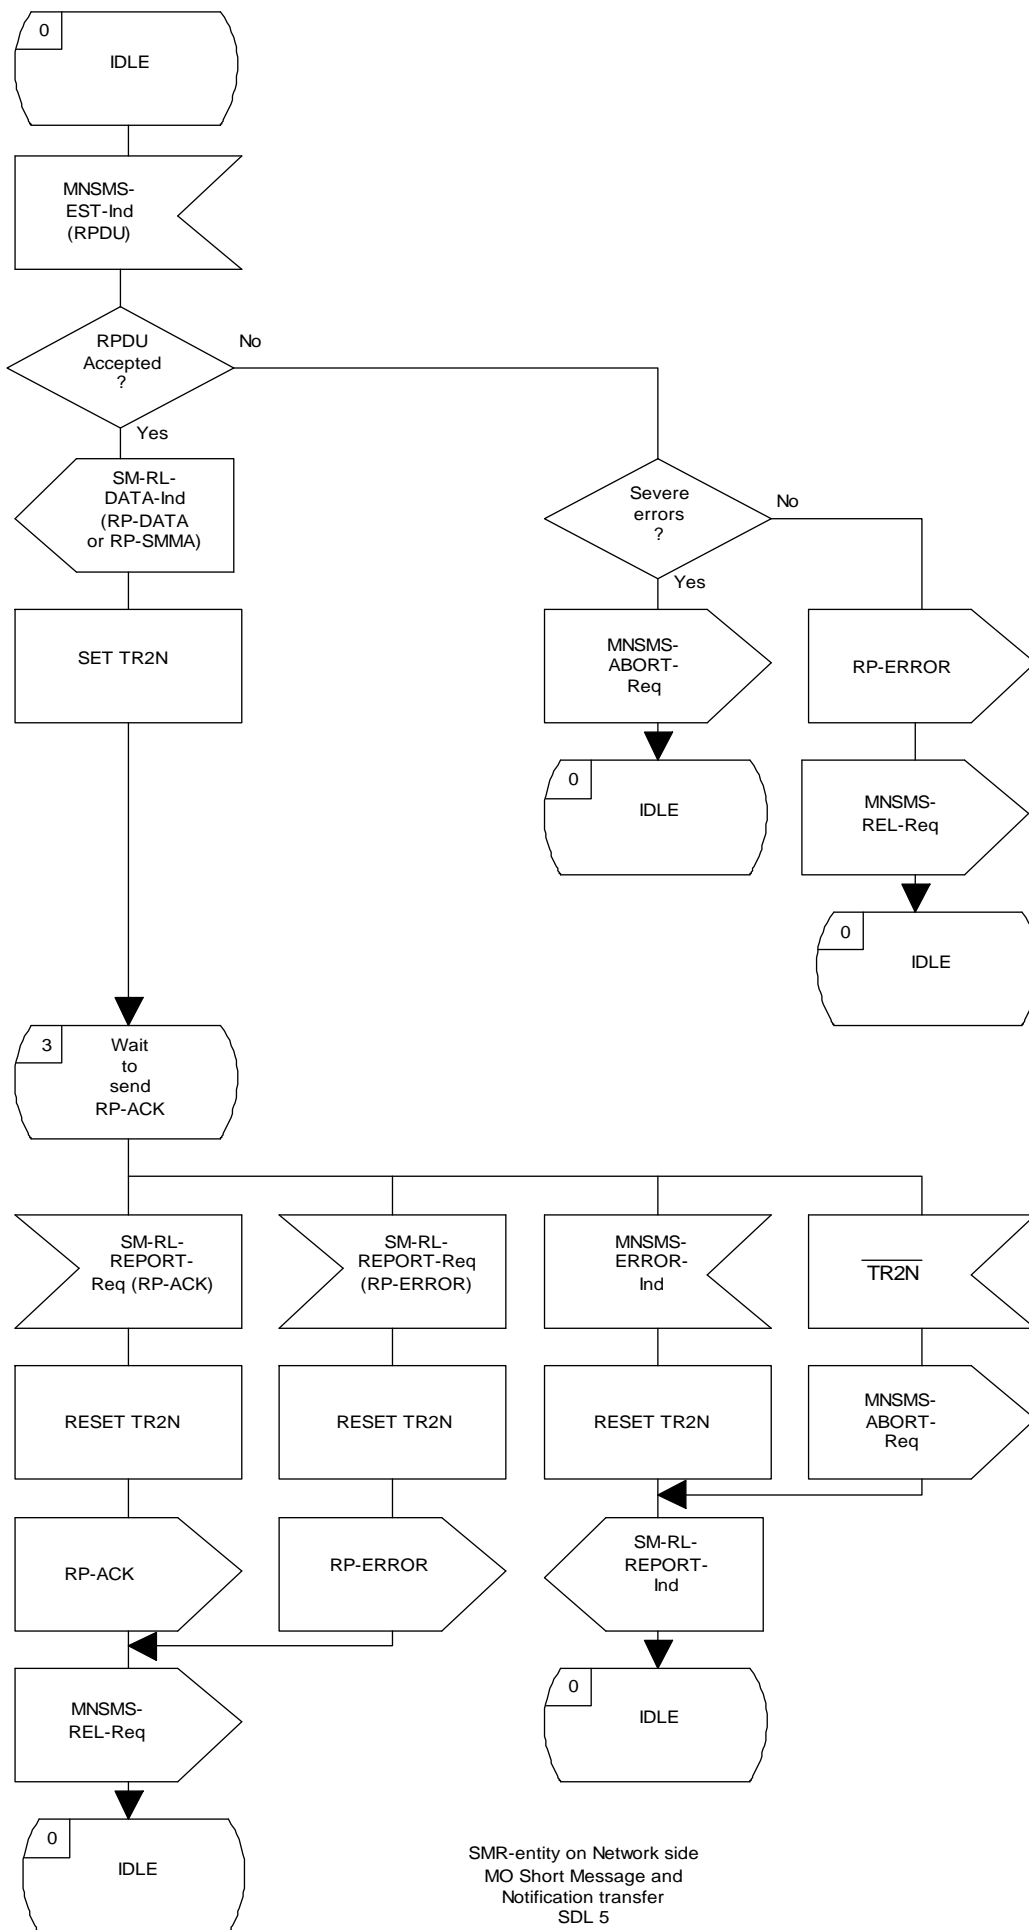 0
IDLE
MNSMS-
EST-Ind
(RPDU)
RPDU
Accepted
?
No
Yes
SM-RL-
DATA-Ind
(RP-DATA
or RP-SMMA)
Severe
errors
?
No
Yes
SET TR2N
MNSMS-
ABORT-
Req
RP-ERROR
0
IDLE
MNSMS-
REL-Req
0
IDLE
3
Wait
to
send
RP-ACK
SM-RL-
REPORT-
Req (RP-ACK)
SM-RL-
REPORT-Req
(RP-ERROR)
MNSMS-
ERROR-
Ind
TR2N
RESET TR2N
RESET TR2N
RESET TR2N
MNSMS-
ABORT-
Req
RP-ACK
RP-ERROR
SM-RL-
REPORT-
Ind
MNSMS-
REL-Req
0
IDLE
0
IDLE
SMR-entity on Network side
MO Short Message and
Notification transfer
SDL 5